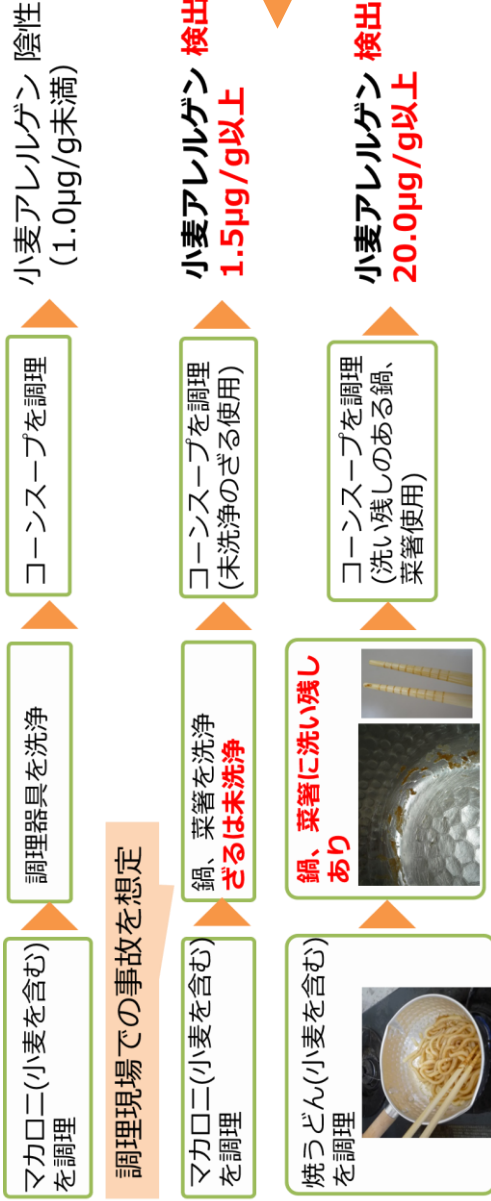 マカロニ(小麦を含む)
を調理
調理器具を洗浄
コーンスープを調理
小麦アレルゲン 陰性
(1.0μg/g未満)
調理現場での事故を想定
マカロニ(小麦を含む)
を調理
鍋、菜箸を洗浄
ざるは未洗浄
コーンスープを調理
(未洗浄のざる使用)
小麦アレルゲン 検出
1.5μg/g以上
焼うどん(小麦を含む)
を調理
鍋、菜箸に洗い残し
あり
コーンスープを調理
(洗い残しのある鍋、
菜箸使用)
小麦アレルゲン 検出
20.0μg/g以上